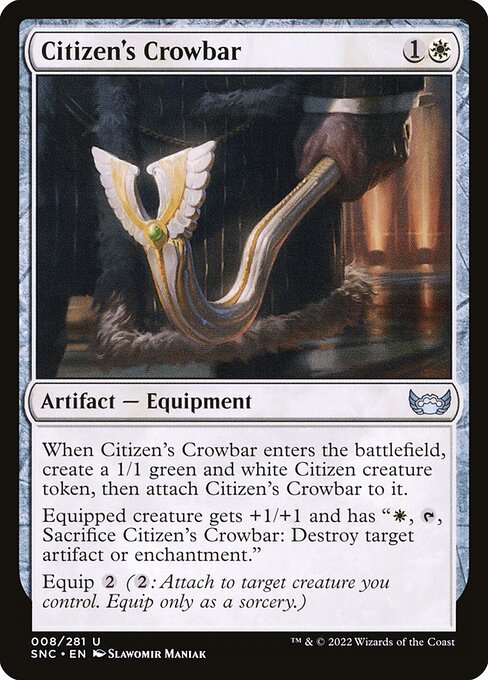 Citizen's Crowbar 1
Artifact — Equipment
When Citizen's Crowbar enters the battlefield,
create a 1/1 green and white Citizen creature
token, then attach Citizen's Crowbar to it.
Equipped creature gets +1/+1 and has “ , ,
Sacrifice Citizen's Crowbar: Destroy target
artifact or enchantment.”
Equip 2 (2: Attach to target creature you
control. Equip only as a sorcery.)
008/281 U
SNC • EN Slawomir Maniak
™ & © 2022 Wizards of the Coast